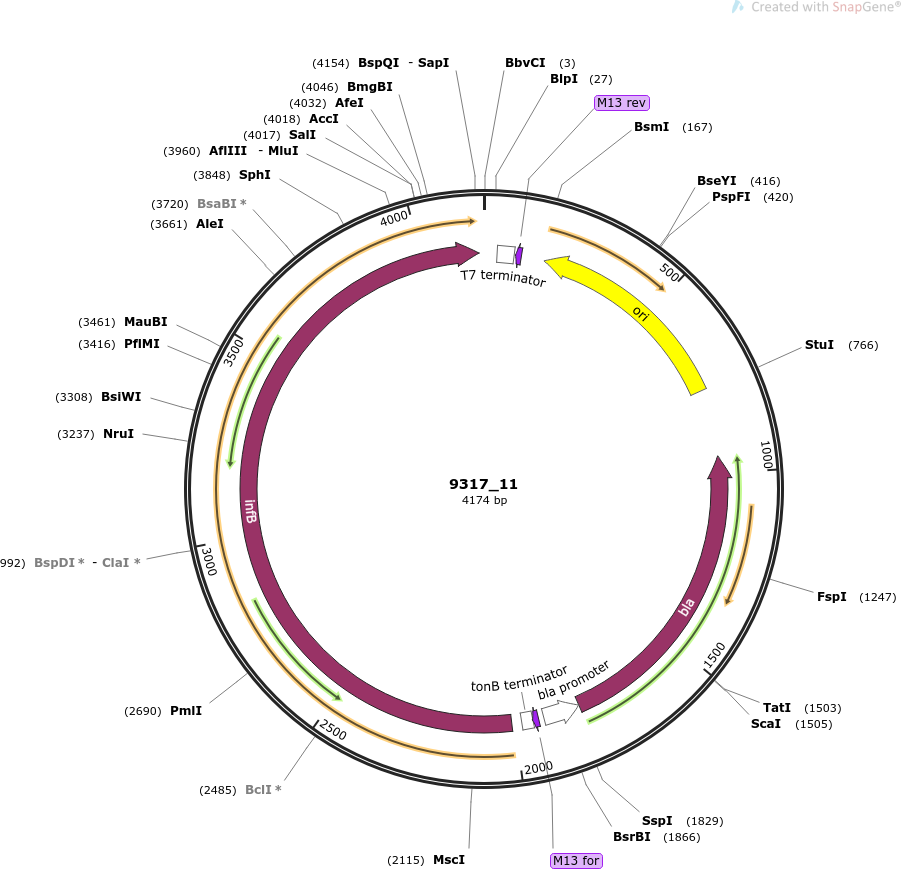 Created with SnapGene®
(4154) BspQI - SapI
BbvCI (3)
BlpI (27)
(4046) BmgBI
(4032) AfeI
M13 rev
(4018) AccI
BsmI (167)
(4017) SalI
(3960) AflIII - MluI
(3848) SphI
BseYI (416)
PspFI (420)
(3720) BsaBI *
(3661) AleI
4000
500
T7 terminator
ori
(3461) MauBI
(3416) PflMI
3500
StuI (766)
(3308) BsiWI
(3237) NruI
1000
9317_11
4174 bp
infB
992) BspDI * - ClaI *
3000
FspI (1247)
bla
1500
tonB terminator
bla promoter
(2690) PmlI
TatI (1503)
ScaI (1505)
2500
2000
(2485) BclI *
SspI (1829)
BsrBI (1866)
(2115) MscI
M13 for